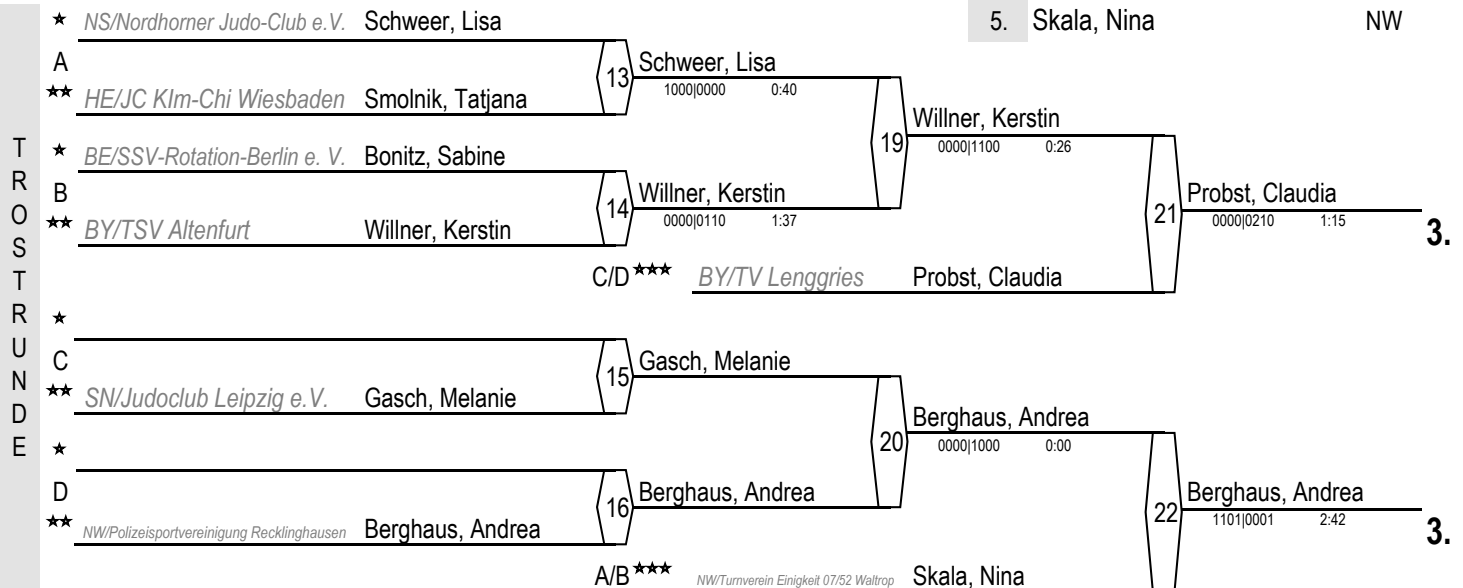 NS/Nordhorner Judo-Club e.V. Schweer, Lisa
5. Skala, Nina NW
A
13 Schweer, Lisa
1000|0000 0:40
HE/JC KIm-Chi Wiesbaden Smolnik, Tatjana
19 Willner, Kerstin
0000|1100 0:26
BE/SSV-Rotation-Berlin e. V. Bonitz, Sabine
B
14 Willner, Kerstin
0000|0110 1:37
21 Probst, Claudia
0000|0210 1:15
3.
BY/TSV Altenfurt Willner, Kerstin
C/D BY/TV Lenggries Probst, Claudia
TROSTRUNDE
C
15 Gasch, Melanie
SN/Judoclub Leipzig e.V. Gasch, Melanie
20 Berghaus, Andrea
0000|1000 0:00
D
16 Berghaus, Andrea
22 Berghaus, Andrea
1101|0001 2:42
3.
NW/Polizeisportvereinigung Recklinghausen Berghaus, Andrea
A/B NW/Turnverein Einigkeit 07/52 Waltrop Skala, Nina